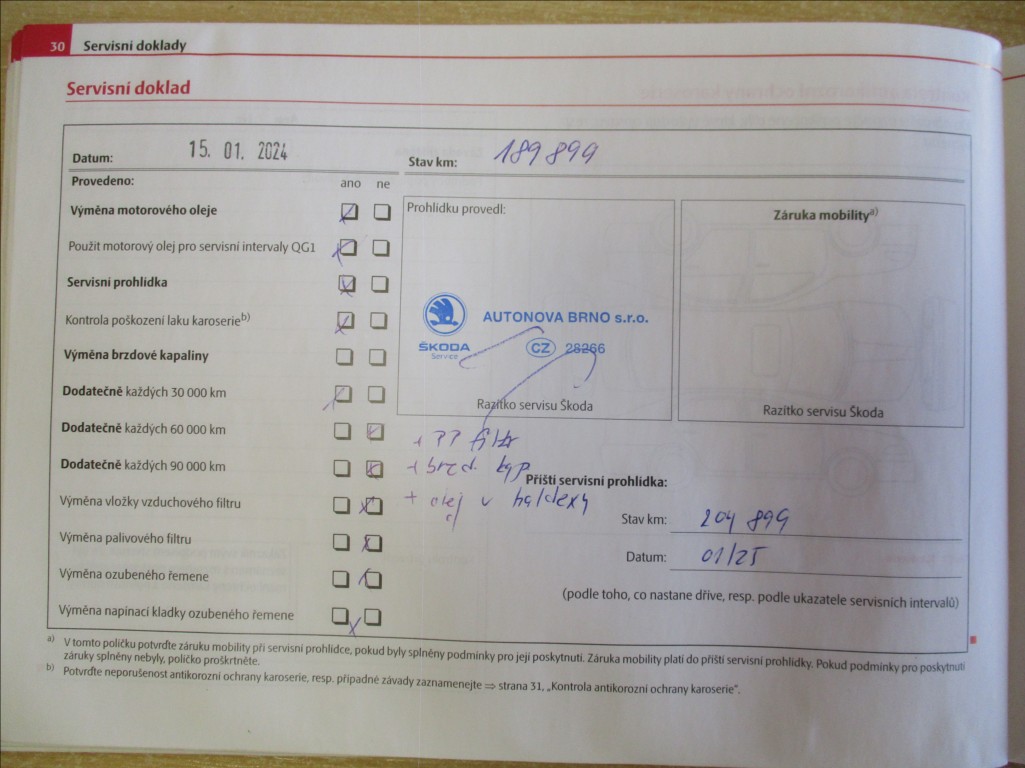 30 Servisní doklady
Servisní doklad
Datum: 15. 01. 2024 Stav km: 189 899
Provedeno: ano ne
Výměna motorového oleje
Použit motorový olej pro servisní intervaly QG1
Servisní prohlídka
Kontrola poškození laku karoserie b)
Výměna brzdové kapaliny
Dodatečně každých 30 000 km
Dodatečně každých 60 000 km
Dodatečně každých 90 000 km
Výměna vložky vzduchového filtru
Výměna palivového filtru
Výměna ozubeného řemene
Výměna napínací kladky ozubeného řemene
Prohlídku provedl:
ŠKODA
Service
AUTONOVA BRNO s.r.o.
CZ 28266
Razítko servisu Škoda
Záruka mobility a)
Razítko servisu Škoda
+ filtr
+ brzd. kap.
+ olej v haldexy
Příští servisní prohlídka:
Stav km: 204 899
Datum: 01/25
(podle toho, co nastane dříve, resp. podle ukazatele servisních intervalů)
a) V tomto políčku potvrďte záruku mobility při servisní prohlídce, pokud byly splněny podmínky pro její poskytnutí. Záruka mobility platí do příští servisní prohlídky. Pokud podmínky pro poskytnutí
záruky splněny nebyly, políčko proškrtněte.
b) Potvrďte neporušenost antikorozní ochrany karoserie, resp. případné závady zaznamenejte ⇒ strana 31, „Kontrola antikorozní ochrany karoserie“.